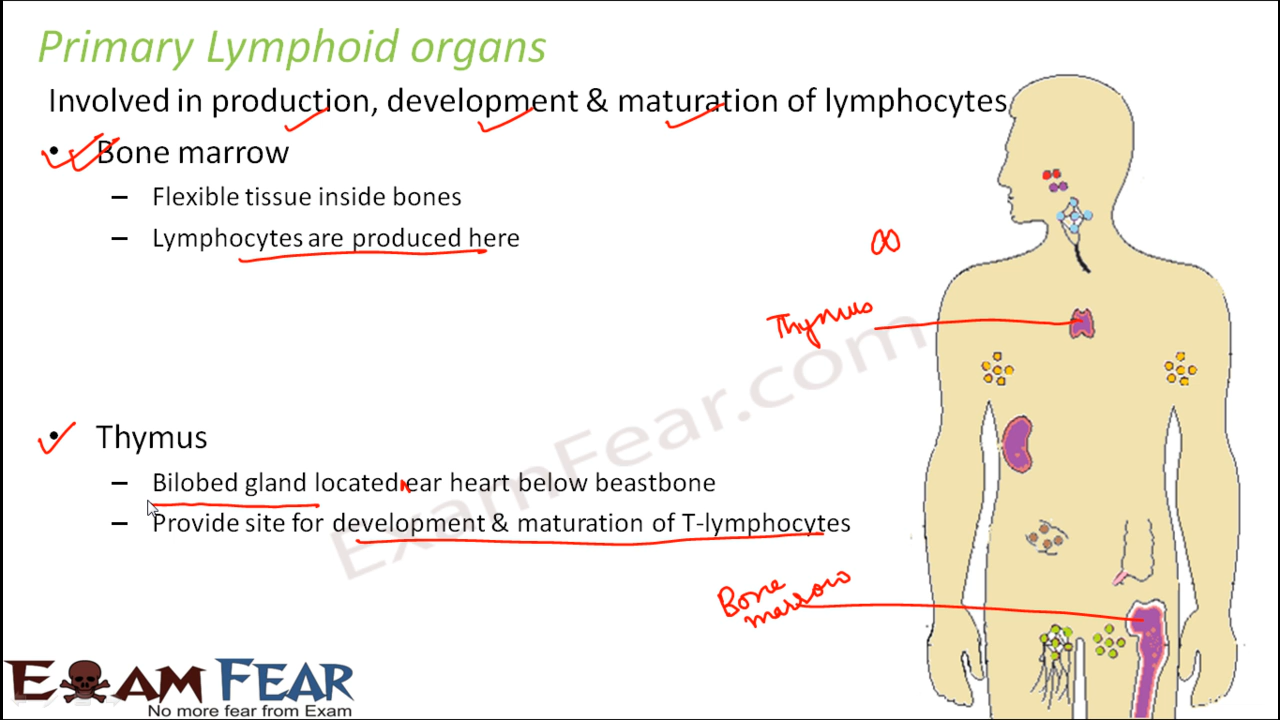 Primary Lymphoid organs
Involved in production, development & maturation of lymphocytes
• Bone marrow
– Flexible tissue inside bones
– Lymphocytes are produced here
Thymus
• Thymus
– Bilobed gland located near heart below beastbone
– Provide site for development & maturation of T-lymphocytes
Bone
marrow
ExamFear.com
EXAM FEAR
No more fear from Exam